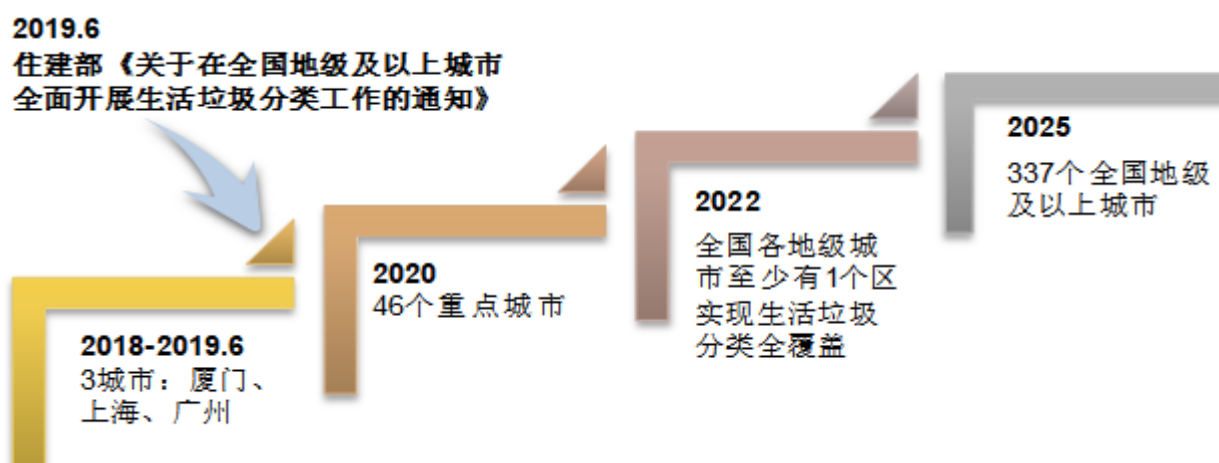 2019.6
住建部《关于在全国地级及以上城市
全面开展生活垃圾分类工作的通知》
2018-2019.6
3城市：厦门、
上海、广州
2020
46个重点城市
2022
全国各地级城
市至少有1个区
实现生活垃圾
分类全覆盖
2025
337个全国地级
及以上城市